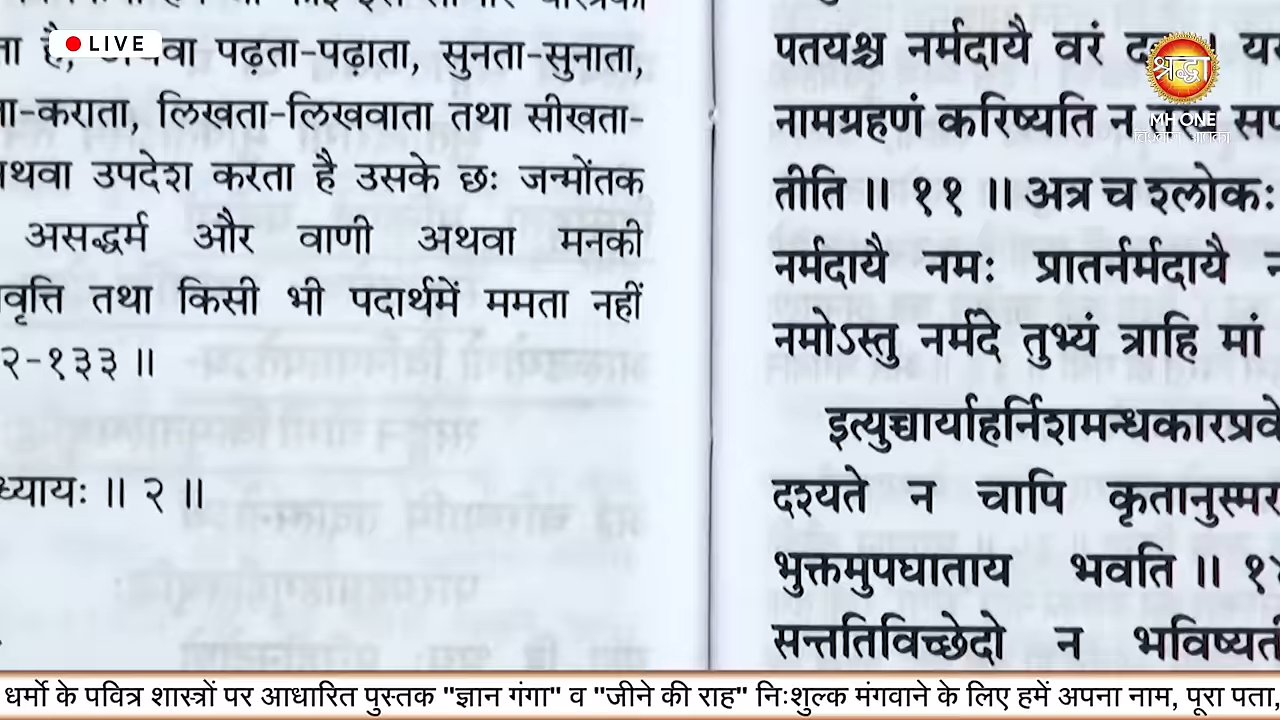 LIVE
पढ़ता-पढ़ाता, सुनता-सुनाता,
ता-कराता, लिखता-लिखवाता तथा सीखता-
अथवा उपदेश करता है उसके छः जन्मोंतक
असद्धर्म और वाणी अथवा मनकी
वृत्ति तथा किसी भी पदार्थमें ममता नहीं
२-१३३ ॥
ध्यायः ॥ २ ॥
पतयश्च नर्मदायै वरं
नामग्रहणं करिष्यति न
तीति ॥ ११ ॥ अत्र च श्लोकः
नर्मदायै नमः प्रातर्नर्मदायै
नमोऽस्तु नर्मदे तुभ्यं त्राहि मां
इत्युच्चार्याहर्निशमन्धकारप्रवे
दश्यते न चापि कृतानुस्मर
भुक्तमुपघाताय भवति ॥
सन्ततिविच्छेदो न भविष्यती
श्रद्धा
MH ONE
धर्मो के पवित्र शास्त्रों पर आधारित पुस्तक "ज्ञान गंगा" व "जीने की राह" निःशुल्क मंगवाने के लिए हमें अपना नाम, पूरा पता,